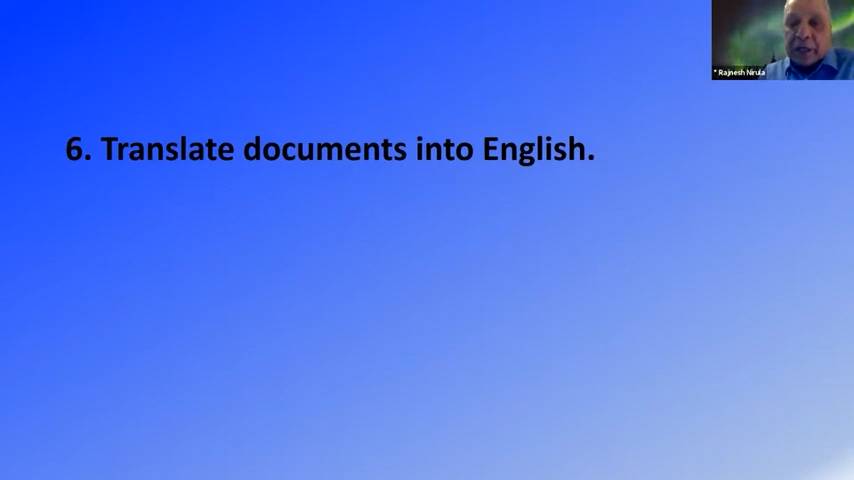 * Rajnesh Nirula
6. Translate documents into English.